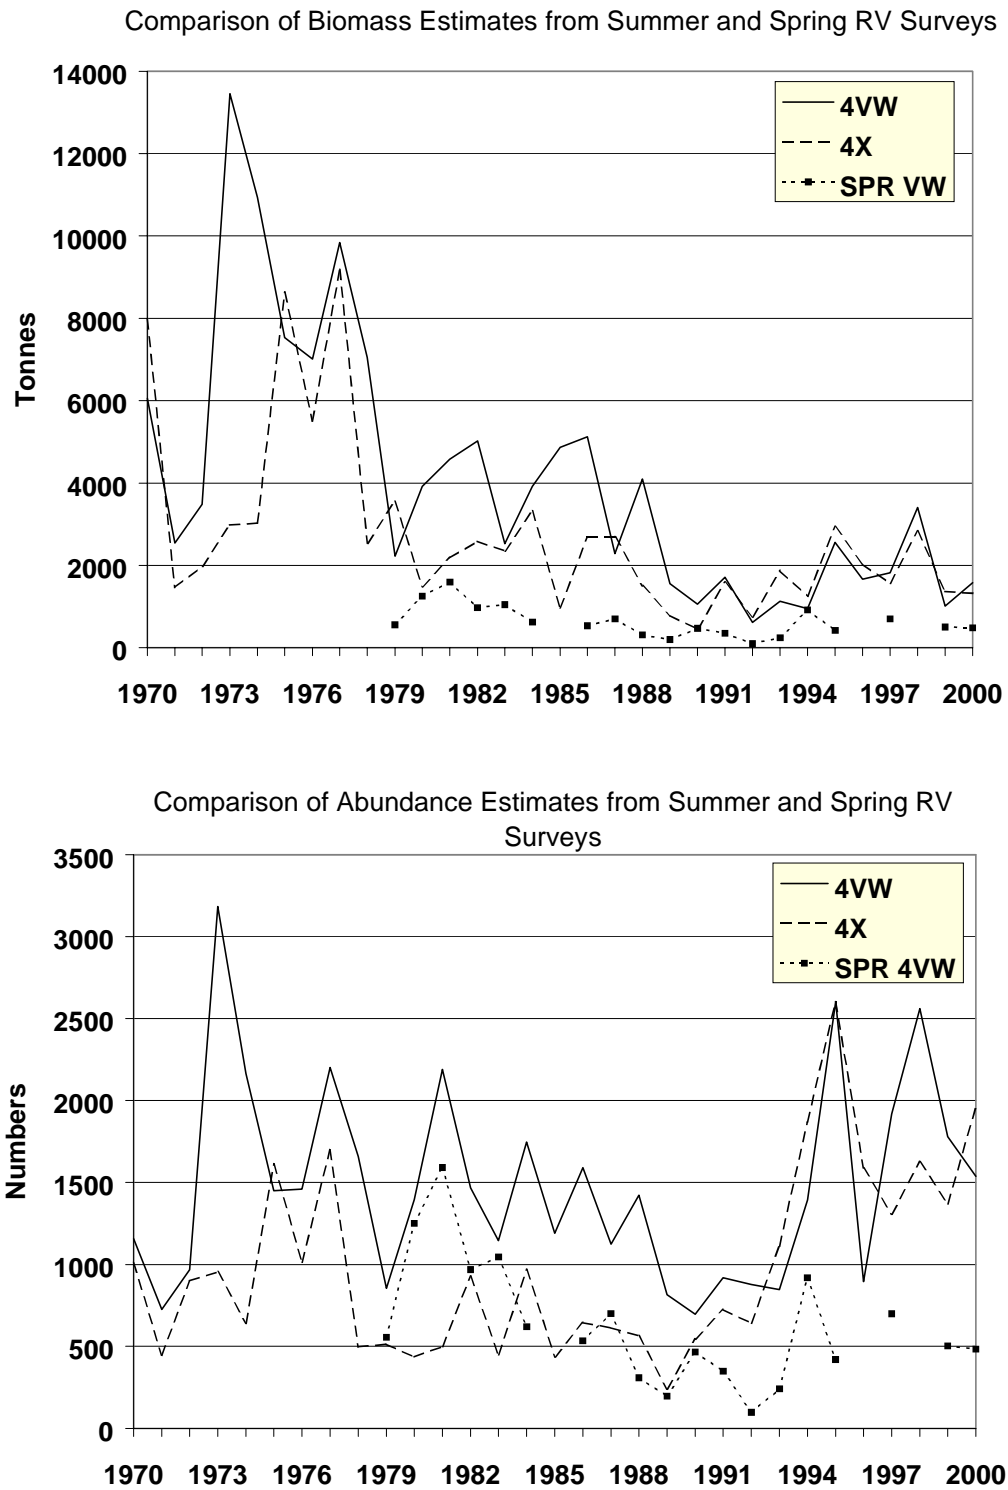 Comparison of Biomass Estimates from Summer and Spring RV Surveys
14000
12000
10000
8000
6000
4000
2000
0
Tonnes
4VW
4X
SPR VW
1970 1973 1976 1979 1982 1985 1988 1991 1994 1997 2000
Comparison of Abundance Estimates from Summer and Spring RV
Surveys
3500
3000
2500
2000
1500
1000
500
0
Numbers
4VW
4X
SPR 4VW
1970 1973 1976 1979 1982 1985 1988 1991 1994 1997 2000